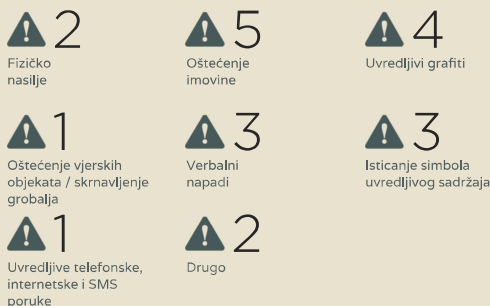 2
Fizičko
nasilje
5
Oštećenje
imovine
4
Uvredljivi grafiti
1
Oštećenje vjerskih
objekata / skrnavljenje
grobalja
3
Verbalni
napadi
3
Isticanje simbola
uvredljivog sadržaja
1
Uvredljive telefonske,
internetske i SMS
poruke
2
Drugo